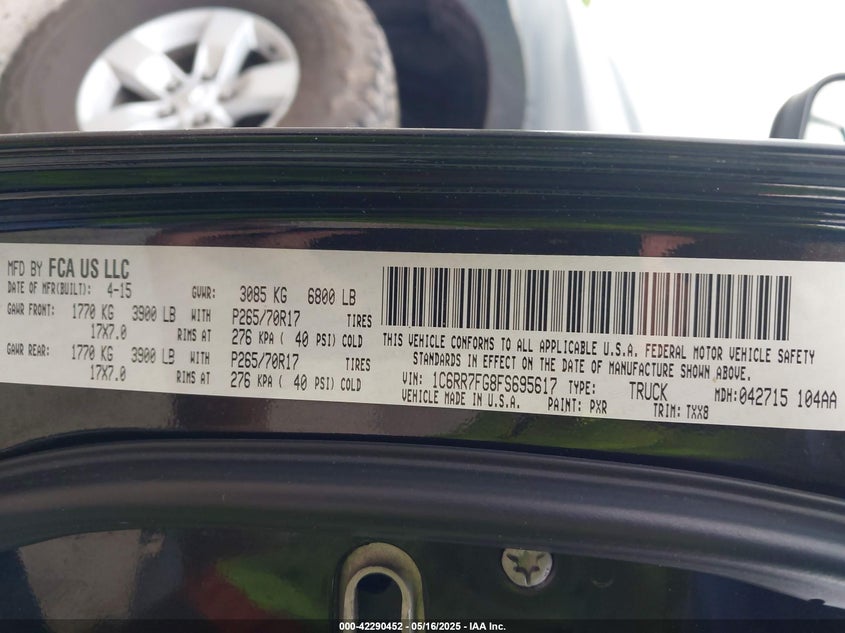 MFD BY FCA US LLC
DATE OF MFR(BUILT): 4-15 GVWR: 3085 KG 6800 LB
GAWR FRONT: 1770 KG 3900 LB WITH P265/70R17 TIRES
17X7.0 RIMS AT 276 KPA ( 40 PSI) COLD
GAWR REAR: 1770 KG 3900 LB WITH P265/70R17 TIRES
17X7.0 RIMS AT 276 KPA ( 40 PSI) COLD
THIS VEHICLE CONFORMS TO ALL APPLICABLE U.S.A. FEDERAL MOTOR VEHICLE SAFETY
STANDARDS IN EFFECT ON THE DATE OF MANUFACTURE SHOWN ABOVE.
VIN: 1C6RR7FG8FS695617 TYPE: TRUCK MDH:042715 104AA
VEHICLE MADE IN U.S.A. PAINT: PXR TRIM: TXX8
000-42290452 - 05/16/2025 - IAA Inc.